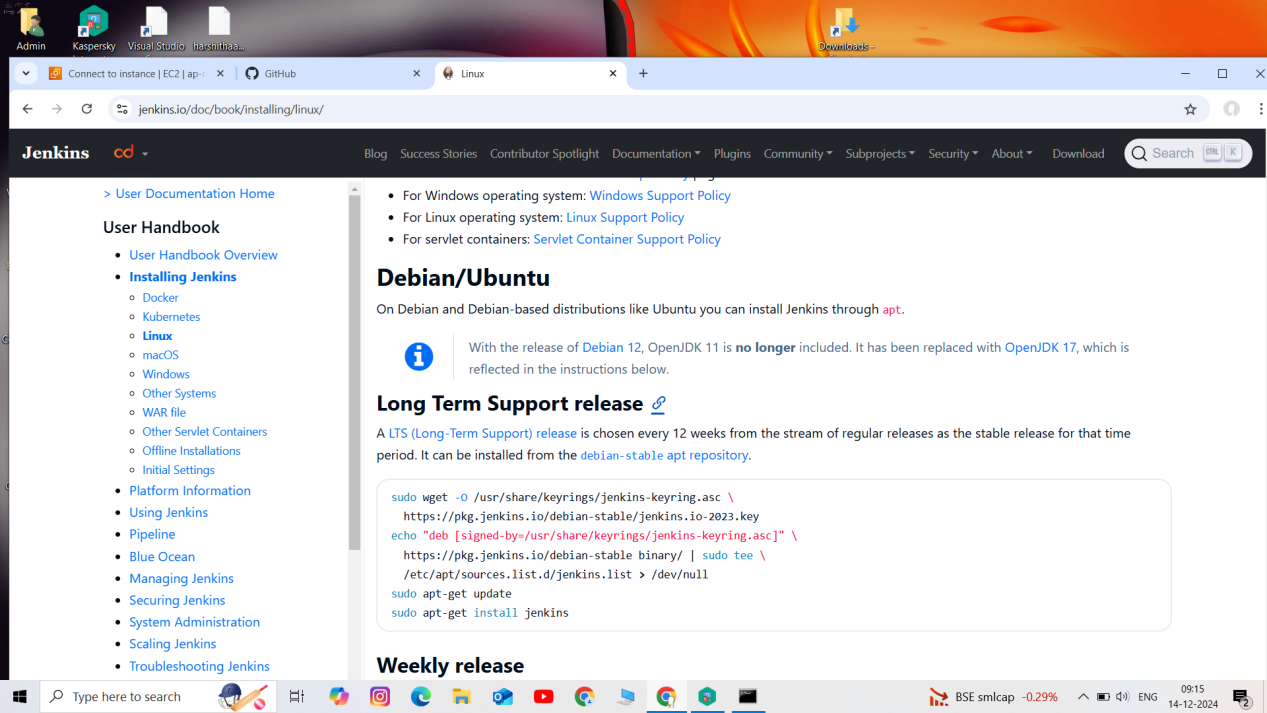 Admin
Kaspersky
Visual Studio
harshithaa...
Downloads -
Connect to instance | EC2 | ap-
GitHub
Linux
jenkins.io/doc/book/installing/linux/
Jenkins
cd
Blog
Success Stories
Contributor Spotlight
Documentation
Plugins
Community
Subprojects
Security
About
Download
Search
CTRL
K
> User Documentation Home
User Handbook
• User Handbook Overview
• Installing Jenkins
Docker
Kubernetes
Linux
macOS
Windows
Other Systems
WAR file
Other Servlet Containers
Offline Installations
Initial Settings
• Platform Information
• Using Jenkins
• Pipeline
• Blue Ocean
• Managing Jenkins
• Securing Jenkins
• System Administration
• Scaling Jenkins
• Troubleshooting Jenkins
• For Windows operating system: Windows Support Policy
• For Linux operating system: Linux Support Policy
• For servlet containers: Servlet Container Support Policy
Debian/Ubuntu
On Debian and Debian-based distributions like Ubuntu you can install Jenkins through apt.
With the release of Debian 12, OpenJDK 11 is no longer included. It has been replaced with OpenJDK 17, which is
reflected in the instructions below.
Long Term Support release
A LTS (Long-Term Support) release is chosen every 12 weeks from the stream of regular releases as the stable release for that time
period. It can be installed from the debian-stable apt repository.
sudo wget -O /usr/share/keyrings/jenkins-keyring.asc \
https://pkg.jenkins.io/debian-stable/jenkins.io-2023.key
echo "deb [signed-by=/usr/share/keyrings/jenkins-keyring.asc]" \
https://pkg.jenkins.io/debian-stable binary/ | sudo tee \
/etc/apt/sources.list.d/jenkins.list > /dev/null
sudo apt-get update
sudo apt-get install jenkins
Weekly release
Type here to search
BSE smlcap -0.29%
ENG
09:15
14-12-2024
2